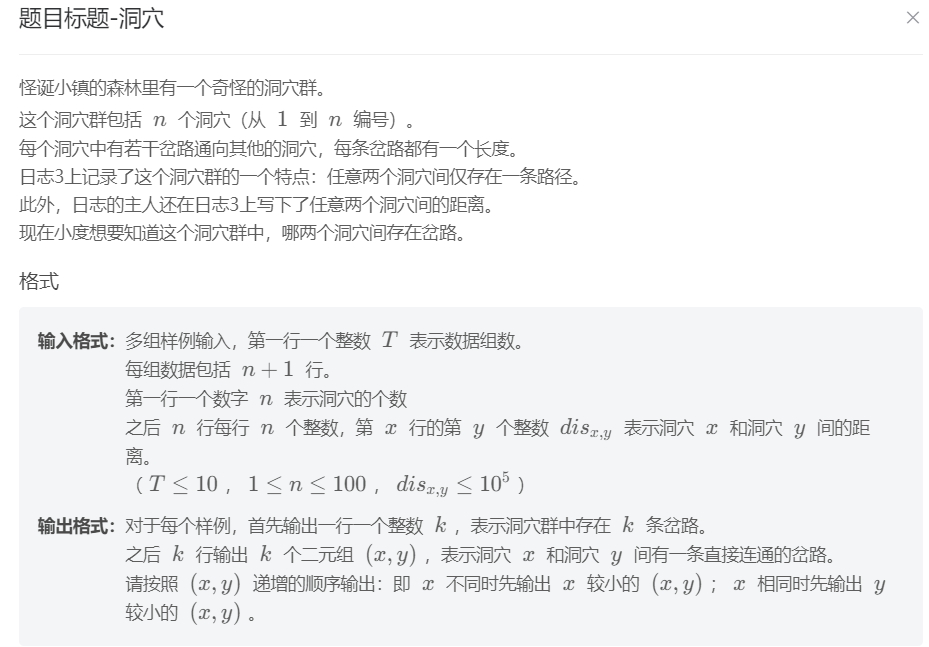 题目标题-洞穴
怪诞小镇的森林里有一个奇怪的洞穴群。
这个洞穴群包括 n 个洞穴（从 1 到 n 编号）。
每个洞穴中有若干岔路通向其他的洞穴，每条岔路都有一个长度。
日志3上记录了这个洞穴群的一个特点：任意两个洞穴间仅存在一条路径。
此外，日志的主人还在日志3上写下了任意两个洞穴间的距离。
现在小度想要知道这个洞穴群中，哪两个洞穴间存在岔路。
格式
输入格式：多组样例输入，第一行一个整数 T 表示数据组数。
每组数据包括 n + 1 行。
第一行一个数字 n 表示洞穴的个数
之后 n 行每行 n 个整数，第 x 行的第 y 个整数 dis_{x,y} 表示洞穴 x 和洞穴 y 间的距
离。
（T ≤ 10，1 ≤ n ≤ 100，dis_{x,y} ≤ 10^5）
输出格式：对于每个样例，首先输出一行一个整数 k，表示洞穴群中存在 k 条岔路。
之后 k 行输出 k 个二元组 (x, y)，表示洞穴 x 和洞穴 y 间有一条直接连通的岔路。
请按照 (x, y) 递增的顺序输出：即 x 不同时先输出 x 较小的 (x, y)；x 相同时先输出 y
较小的 (x, y)。